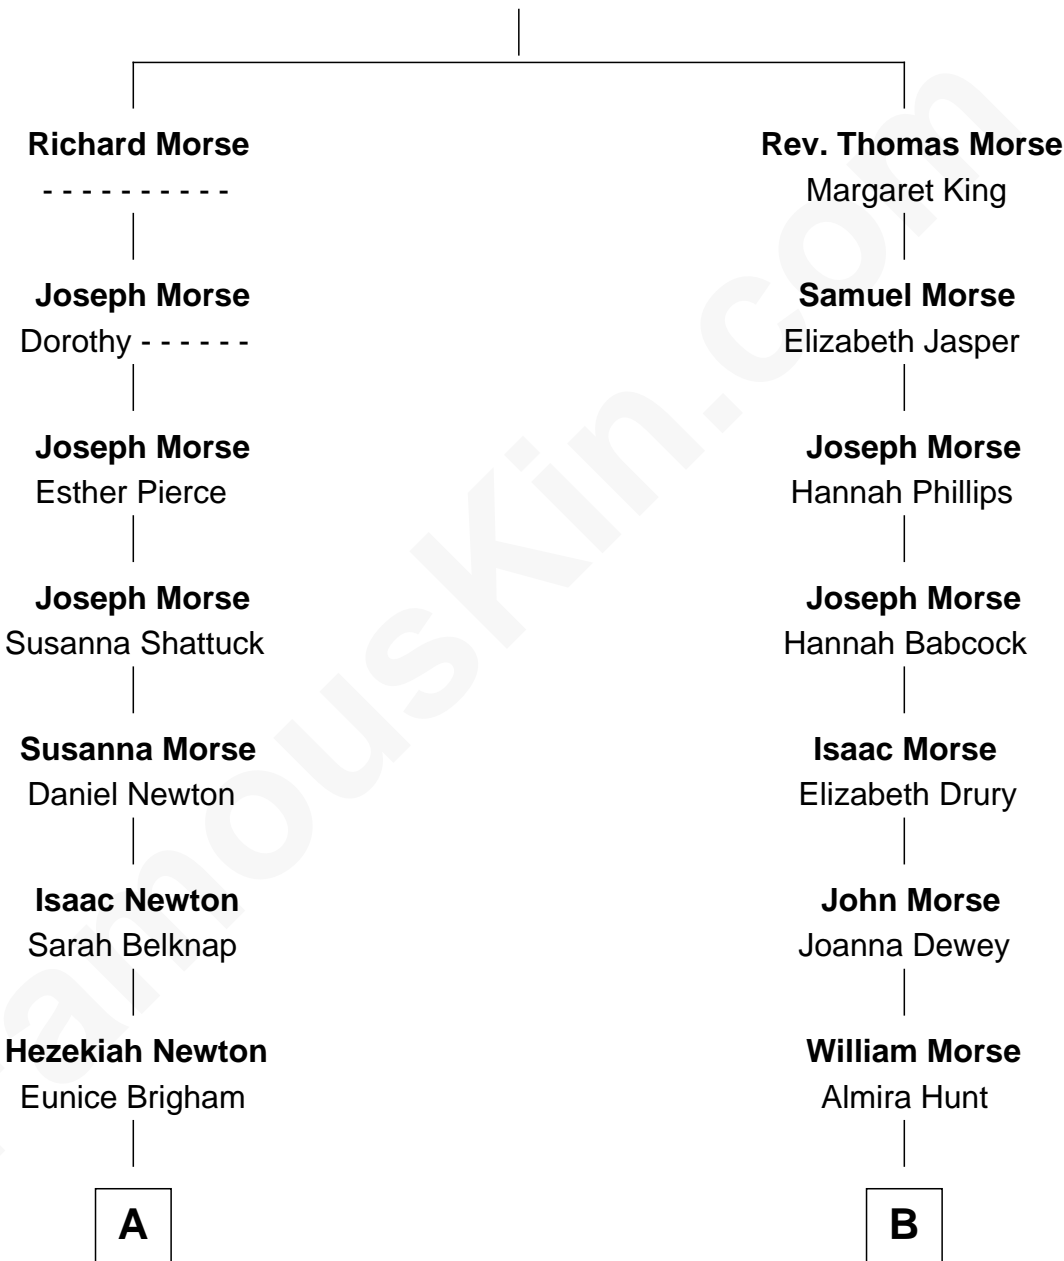 Richard Morse
- - - - - - - - - -
Joseph Morse
Dorothy - - - - - -
Joseph Morse
Esther Pierce
Joseph Morse
Susanna Shattuck
Susanna Morse
Daniel Newton
Isaac Newton
Sarah Belknap
Hezekiah Newton
Eunice Brigham
A
Rev. Thomas Morse
Margaret King
Samuel Morse
Elizabeth Jasper
Joseph Morse
Hannah Phillips
Joseph Morse
Hannah Babcock
Isaac Morse
Elizabeth Drury
John Morse
Joanna Dewey
William Morse
Almira Hunt
B
FamousKin.com